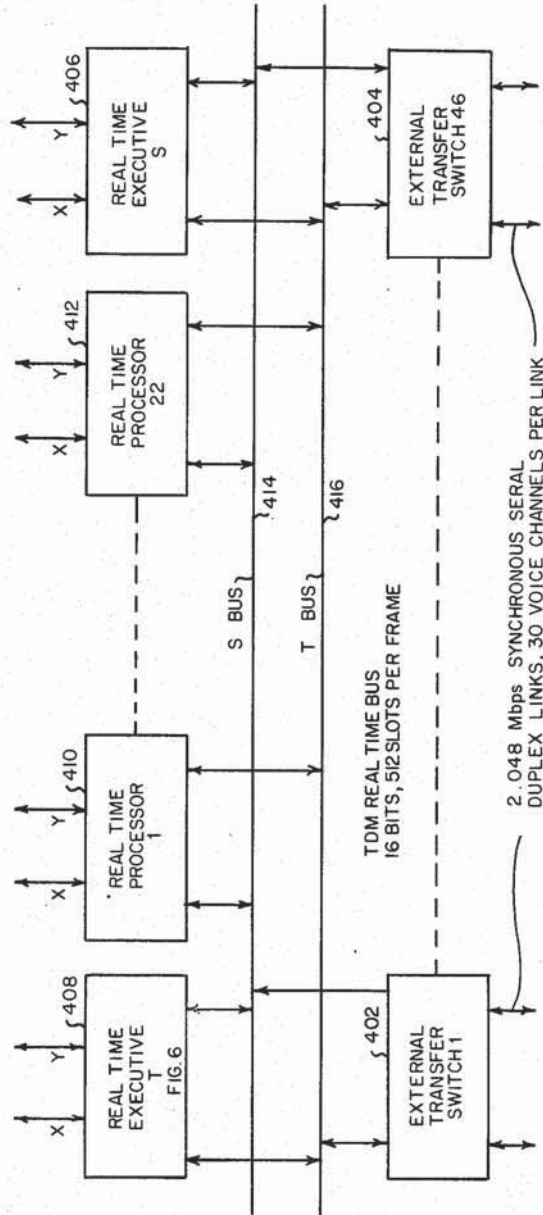 X
Y
408
REAL TIME
EXECUTIVE
T
FIG. 6
X
Y
410
REAL TIME
PROCESSOR
1
X
Y
412
REAL TIME
PROCESSOR
22
X
Y
406
REAL TIME
EXECUTIVE
S
S BUS
414
T BUS
416
TDM REAL TIME BUS
16 BITS, 512 SLOTS PER FRAME
402
EXTERNAL
TRANSFER
SWITCH 1
404
EXTERNAL
TRANSFER
SWITCH 46
2.048 Mbps SYNCHRONOUS SERAL
DUPLEX LINKS, 30 VOICE CHANNELS PER LINK